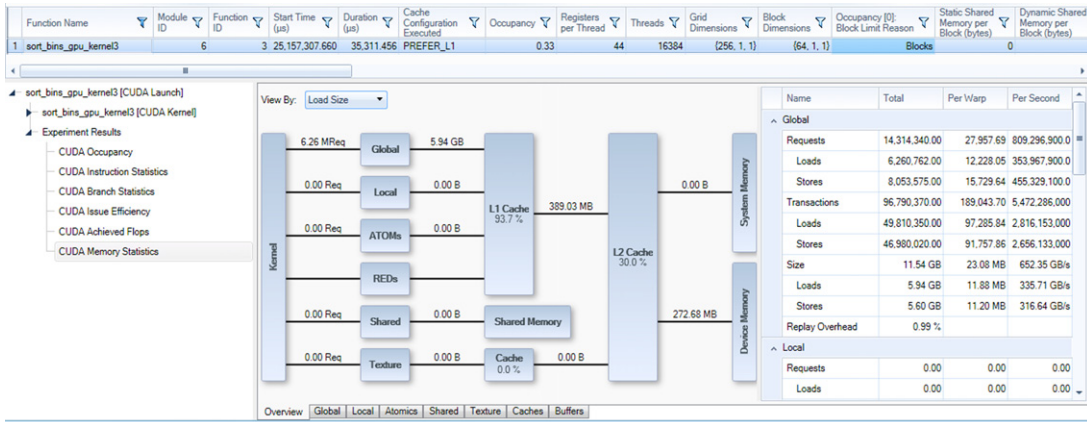 Function Name Module ID Function ID Start Time (µs) Duration (µs) Cache Configuration Executed Occupancy Registers per Thread Threads Grid Dimensions Block Dimensions Occupancy [0]: Block Limit Reason Static Shared Memory per Block (bytes) Dynamic Shared Memory per Block (bytes)
1 sort_bins_gpu_kernel3 6 3 25,157,307.660 35,311.456 PREFER_L1 0.33 44 16384 {256, 1, 1} {64, 1, 1} Blocks 0
sort_bins_gpu_kernel3 [CUDA Launch]
sort_bins_gpu_kernel3 [CUDA Kernel]
Experiment Results
CUDA Occupancy
CUDA Instruction Statistics
CUDA Branch Statistics
CUDA Issue Efficiency
CUDA Achieved Flops
CUDA Memory Statistics
View By: Load Size
Kernel
6.26 MReq Global 5.94 GB
0.00 Req Local 0.00 B
0.00 Req ATOMs 0.00 B
REDs
0.00 Req Shared 0.00 B Shared Memory
0.00 Req Texture 0.00 B Cache 0.0 % 0.00 B
L1 Cache
93.7 %
389.03 MB
L2 Cache
30.0 %
0.00 B
System Memory
272.68 MB
Device Memory
Overview Global Local Atomics Shared Texture Caches Buffers
Name Total Per Warp Per Second
Global
Requests 14,314,340.00 27,957.69 809,296,900.0
Loads 6,260,762.00 12,228.05 353,967,900.0
Stores 8,053,575.00 15,729.64 455,329,100.0
Transactions 96,790,370.00 189,043.70 5,472,286,000
Loads 49,810,350.00 97,285.84 2,816,153,000
Stores 46,980,020.00 91,757.86 2,656,133,000
Size 11.54 GB 23.08 MB 652.35 GB/s
Loads 5.94 GB 11.88 MB 335.71 GB/s
Stores 5.60 GB 11.20 MB 316.64 GB/s
Replay Overhead 0.99 %
Local
Requests 0.00 0.00 0.00
Loads 0.00 0.00 0.00